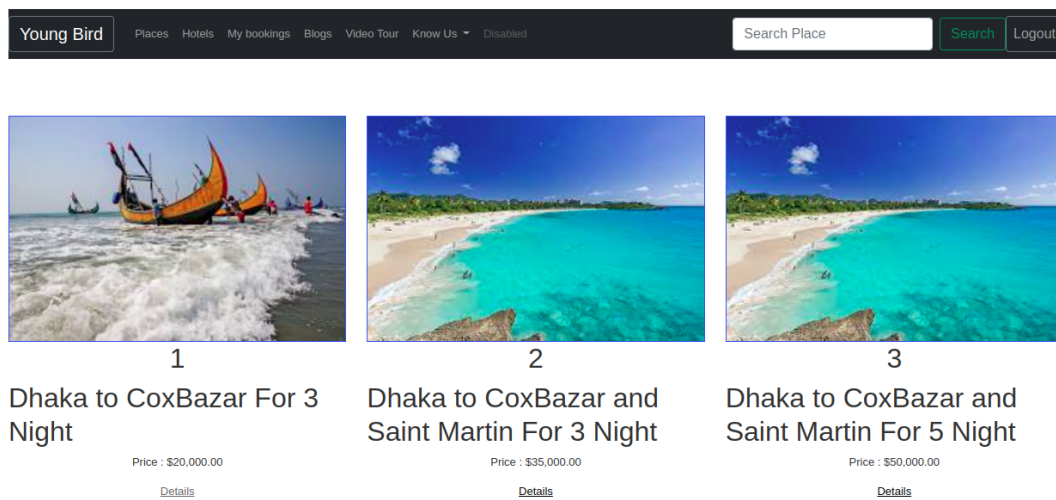 Young Bird Places Hotels My bookings Blogs Video Tour Know Us Disabled Search Place Search Logout
1
Dhaka to CoxBazar For 3
Night
Price : $20,000.00
Details
2
Dhaka to CoxBazar and
Saint Martin For 3 Night
Price : $35,000.00
Details
3
Dhaka to CoxBazar and
Saint Martin For 5 Night
Price : $50,000.00
Details